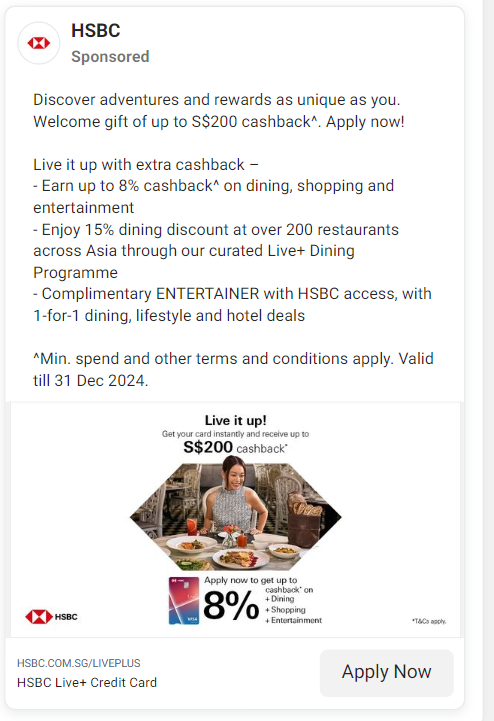 HSBC
Sponsored
Discover adventures and rewards as unique as you.
Welcome gift of up to S$200 cashback^. Apply now!
Live it up with extra cashback –
- Earn up to 8% cashback^ on dining, shopping and
entertainment
- Enjoy 15% dining discount at over 200 restaurants
across Asia through our curated Live+ Dining
Programme
- Complimentary ENTERTAINER with HSBC access, with
1-for-1 dining, lifestyle and hotel deals
^Min. spend and other terms and conditions apply. Valid
till 31 Dec 2024.
Live it up!
Get your card instantly and receive up to
S$200 cashback*
Apply now to get up to
8% cashback* on
+ Dining
+ Shopping
+ Entertainment
VISA
HSBC
*T&Cs apply.
HSBC.COM.SG/LIVEPLUS
HSBC Live+ Credit Card
Apply Now